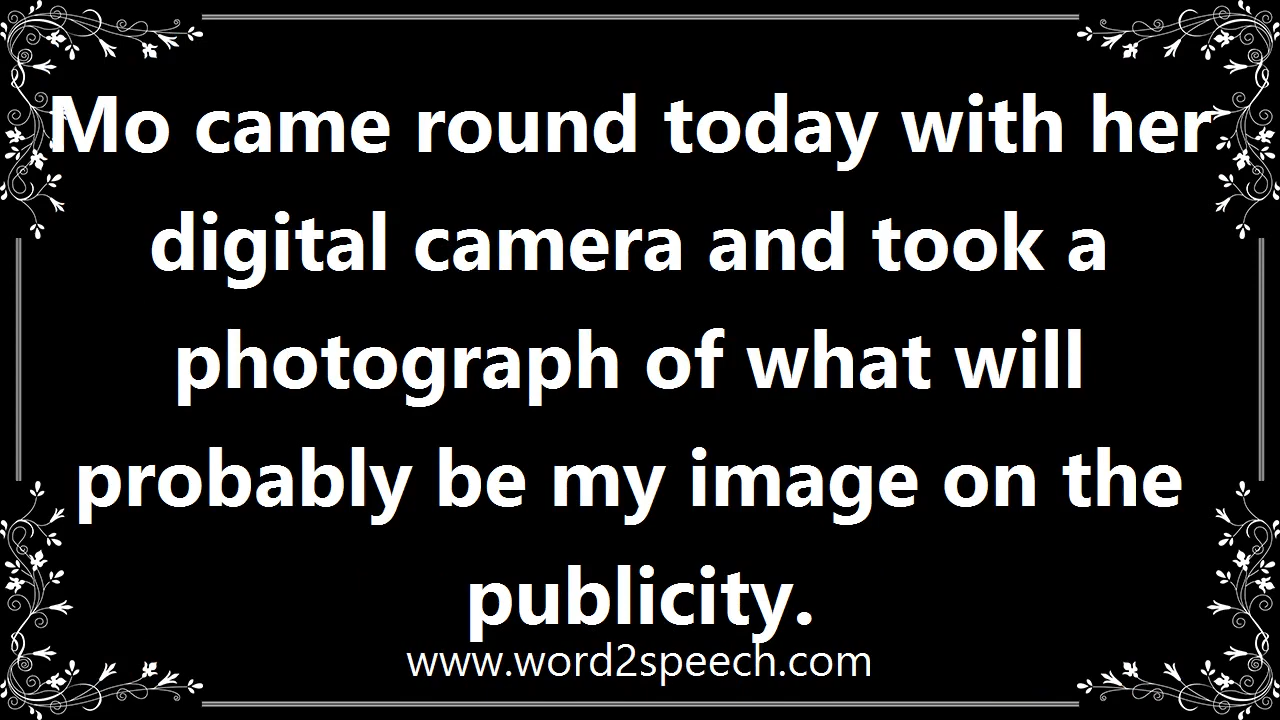 Mo came round today with her
digital camera and took a
photograph of what will
probably be my image on the
publicity.
www.word2speech.com